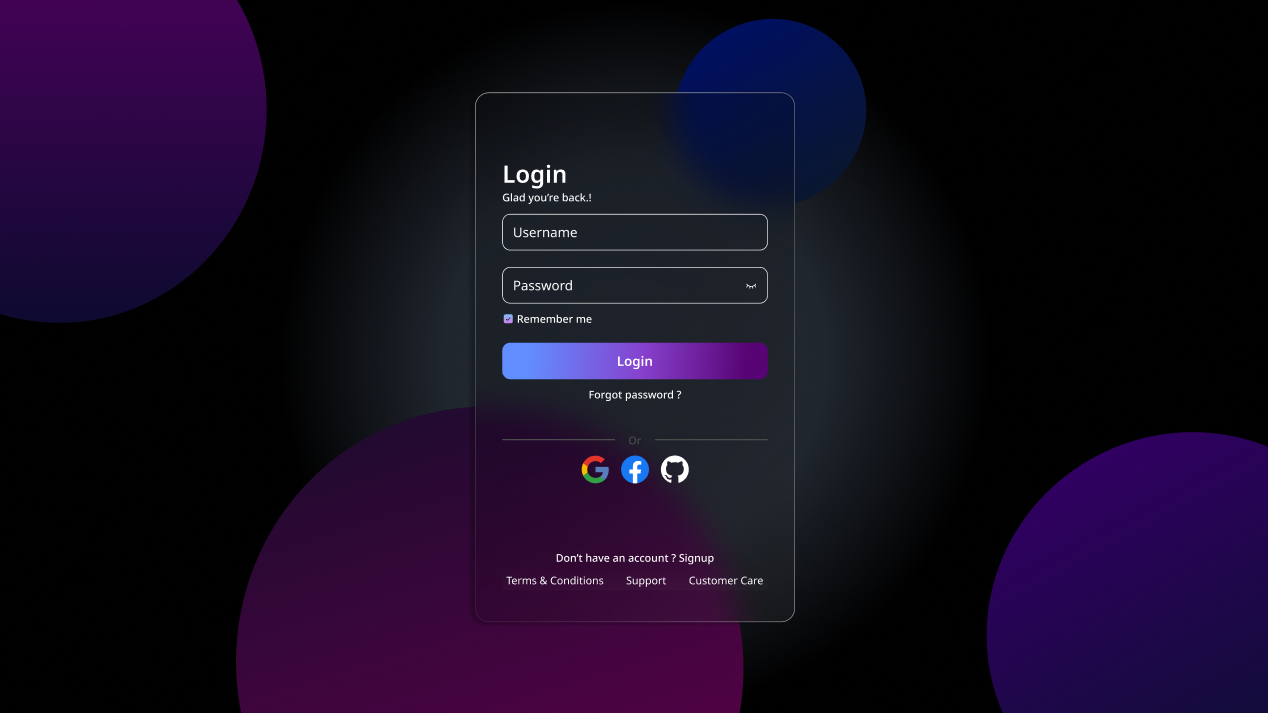 Login
Glad you're back.!
Username
Password
Remember me
Login
Forgot password ?
Or
Don't have an account ? Signup
Terms & Conditions Support Customer Care